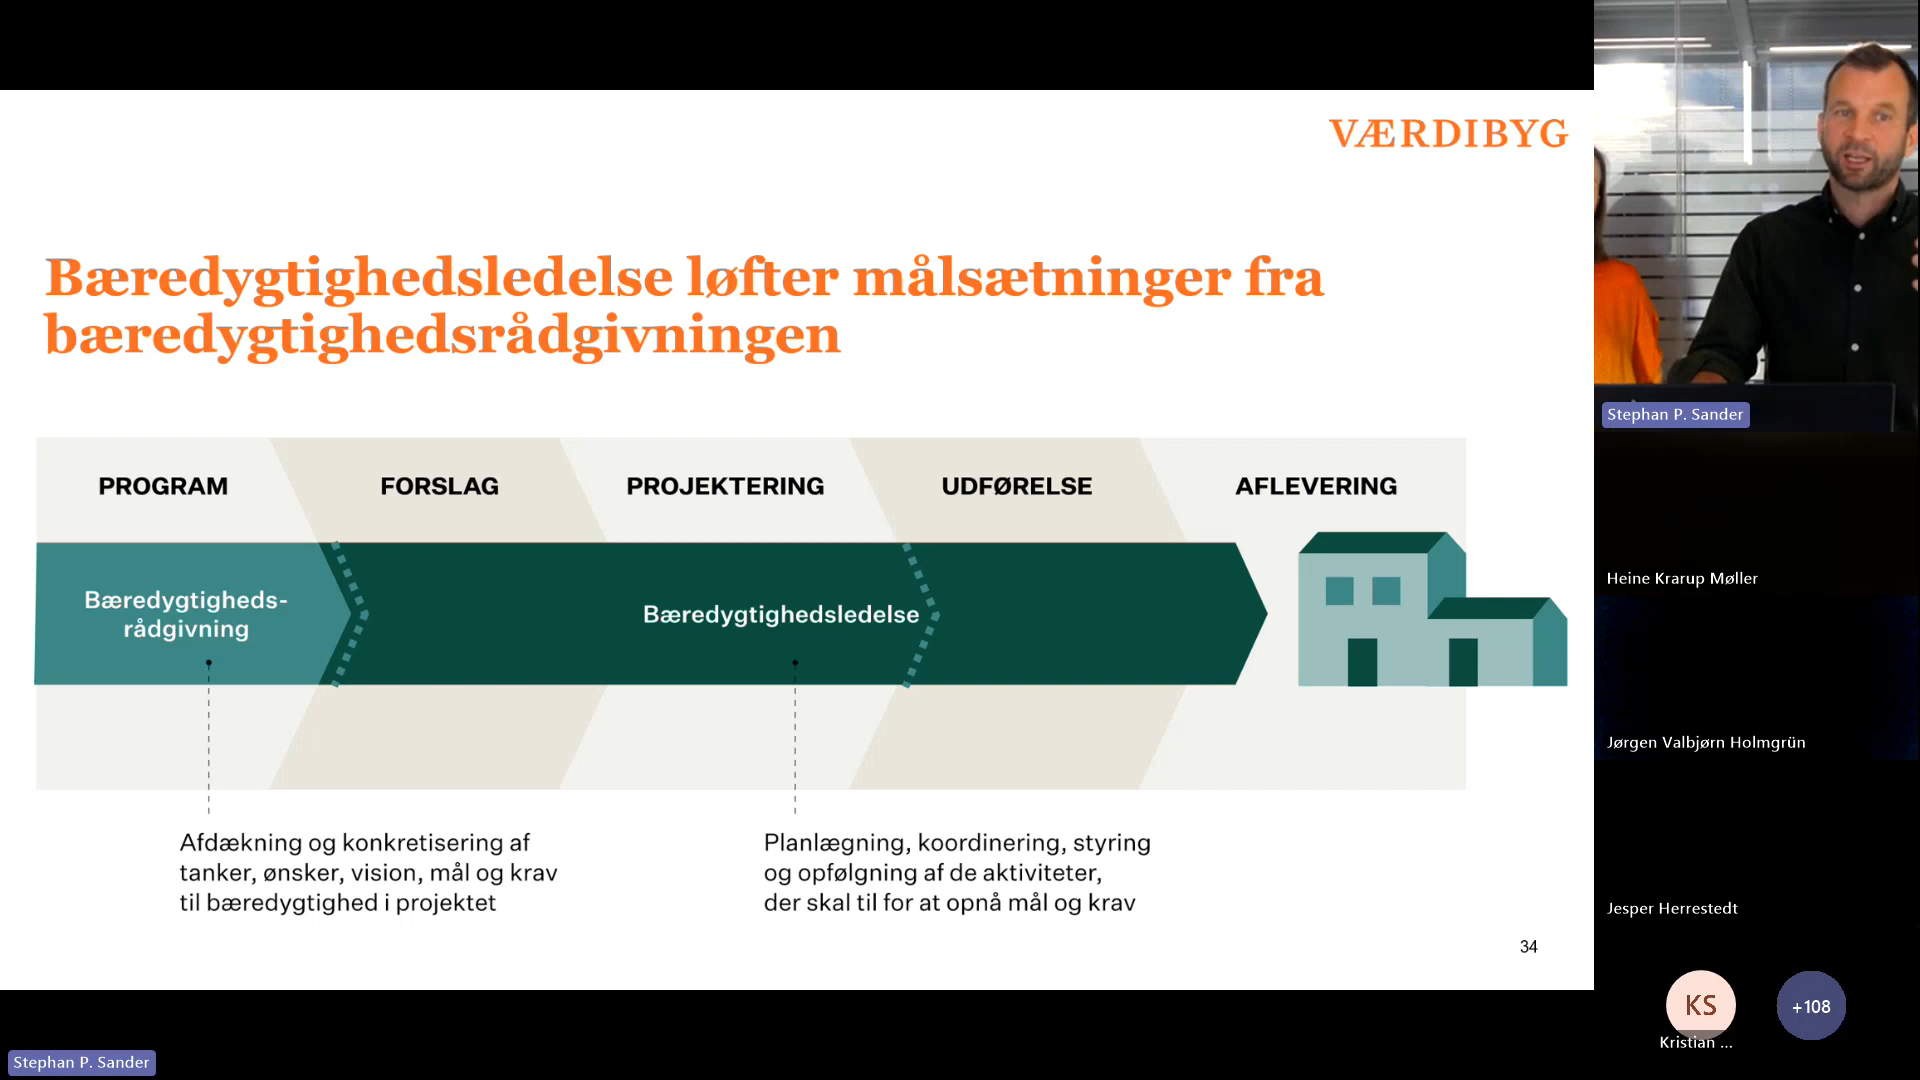 VÆRDIBYG
Bæredygtighedsledelse løfter målsætninger fra
bæredygtighedsrådgivningen
PROGRAM
FORSLAG
PROJEKTERING
UDFØRELSE
AFLEVERING
Bæredygtigheds-
rådgivning
Bæredygtighedsledelse
Afdækning og konkretisering af
tanker, ønsker, vision, mål og krav
til bæredygtighed i projektet
Planlægning, koordinering, styring
og opfølgning af de aktiviteter,
der skal til for at opnå mål og krav
34
Stephan P. Sander
Stephan P. Sander
Heine Krarup Møller
Jørgen Valbjørn Holmgrün
Jesper Herrestedt
KS
+108
Kristian ...